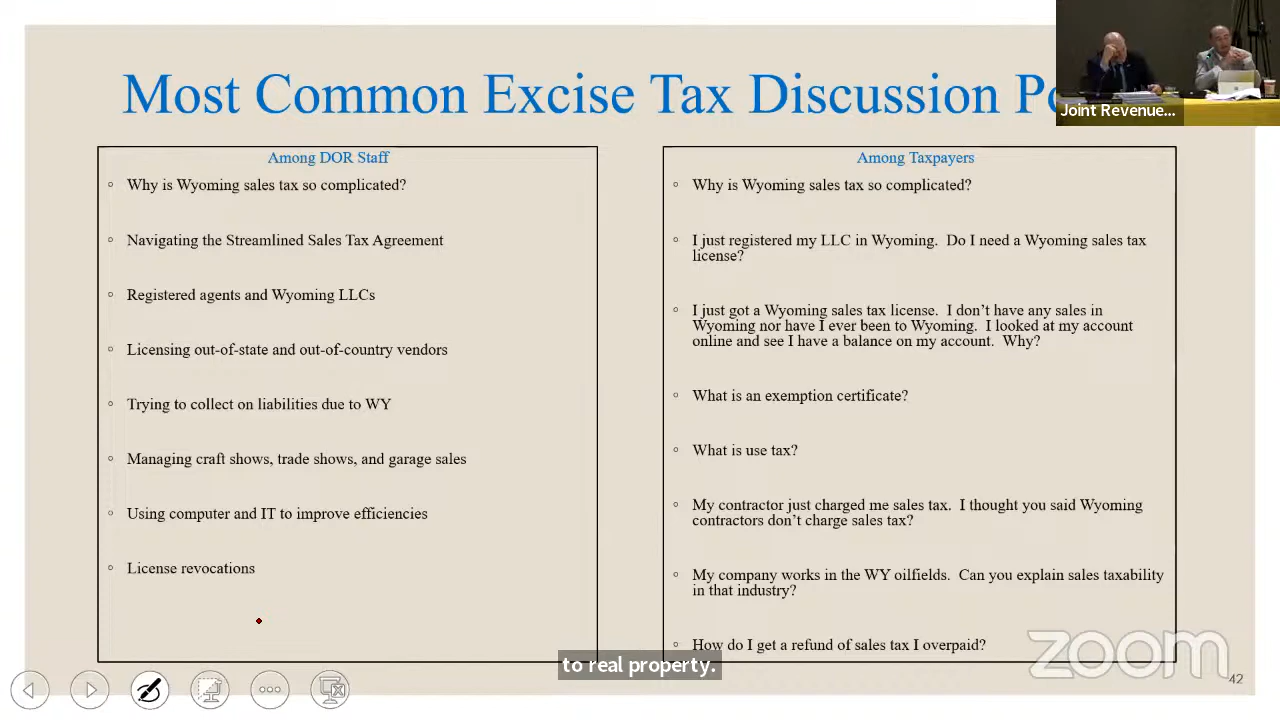 Most Common Excise Tax Discussion
Joint Revenue...
Among DOR Staff
◦ Why is Wyoming sales tax so complicated?
◦ Navigating the Streamlined Sales Tax Agreement
◦ Registered agents and Wyoming LLCs
◦ Licensing out-of-state and out-of-country vendors
◦ Trying to collect on liabilities due to WY
◦ Managing craft shows, trade shows, and garage sales
◦ Using computer and IT to improve efficiencies
◦ License revocations
Among Taxpayers
◦ Why is Wyoming sales tax so complicated?
◦ I just registered my LLC in Wyoming.  Do I need a Wyoming sales tax
license?
◦ I just got a Wyoming sales tax license.  I don’t have any sales in
Wyoming nor have I ever been to Wyoming.  I looked at my account
online and see I have a balance on my account.  Why?
◦ What is an exemption certificate?
◦ What is use tax?
◦ My contractor just charged me sales tax.  I thought you said Wyoming
contractors don’t charge sales tax?
◦ My company works in the WY oilfields.  Can you explain sales taxability
in that industry?
◦ How do I get a refund of sales tax I overpaid?
to real property.
zoom
42